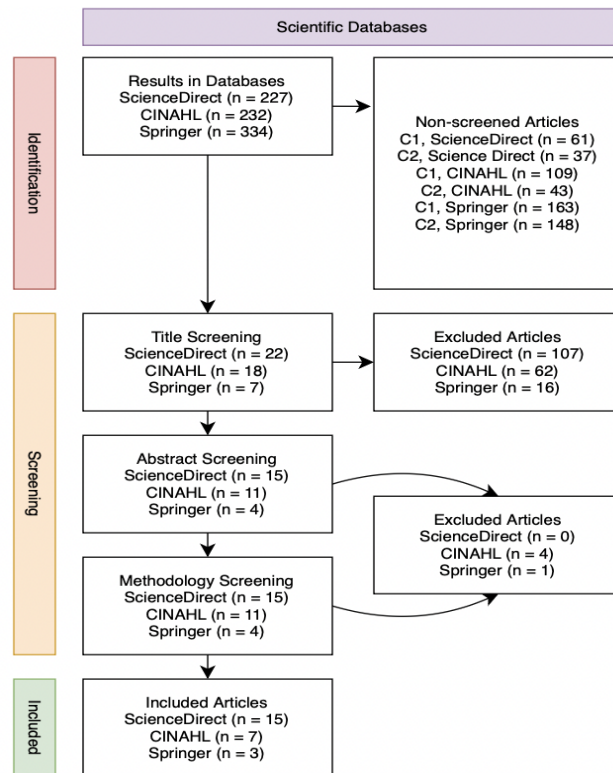 Scientific Databases
Identification
Results in Databases
ScienceDirect (n = 227)
CINAHL (n = 232)
Springer (n = 334)
Non-screened Articles
C1, ScienceDirect (n = 61)
C2, Science Direct (n = 37)
C1, CINAHL (n = 109)
C2, CINAHL (n = 43)
C1, Springer (n = 163)
C2, Springer (n = 148)
Screening
Title Screening
ScienceDirect (n = 22)
CINAHL (n = 18)
Springer (n = 7)
Excluded Articles
ScienceDirect (n = 107)
CINAHL (n = 62)
Springer (n = 16)
Abstract Screening
ScienceDirect (n = 15)
CINAHL (n = 11)
Springer (n = 4)
Excluded Articles
ScienceDirect (n = 0)
CINAHL (n = 4)
Springer (n = 1)
Methodology Screening
ScienceDirect (n = 15)
CINAHL (n = 11)
Springer (n = 4)
Included
Included Articles
ScienceDirect (n = 15)
CINAHL (n = 7)
Springer (n = 3)